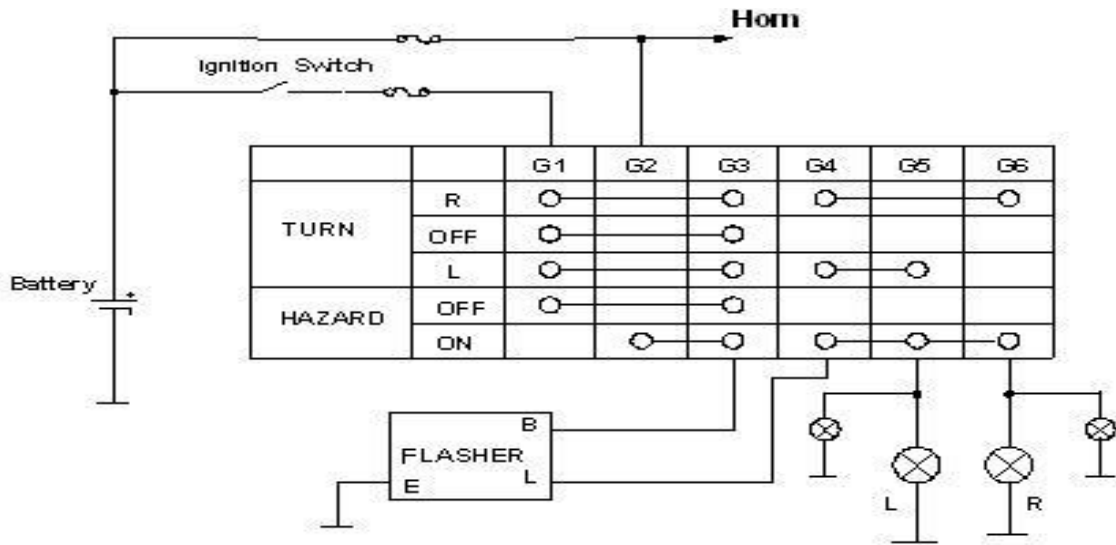 Horn
Ignition Switch
G1 G2 G3 G4 G5 G6
TURN
R
OFF
L
Battery
+
HAZARD
OFF
ON
B
FLASHER
E
L
L
R